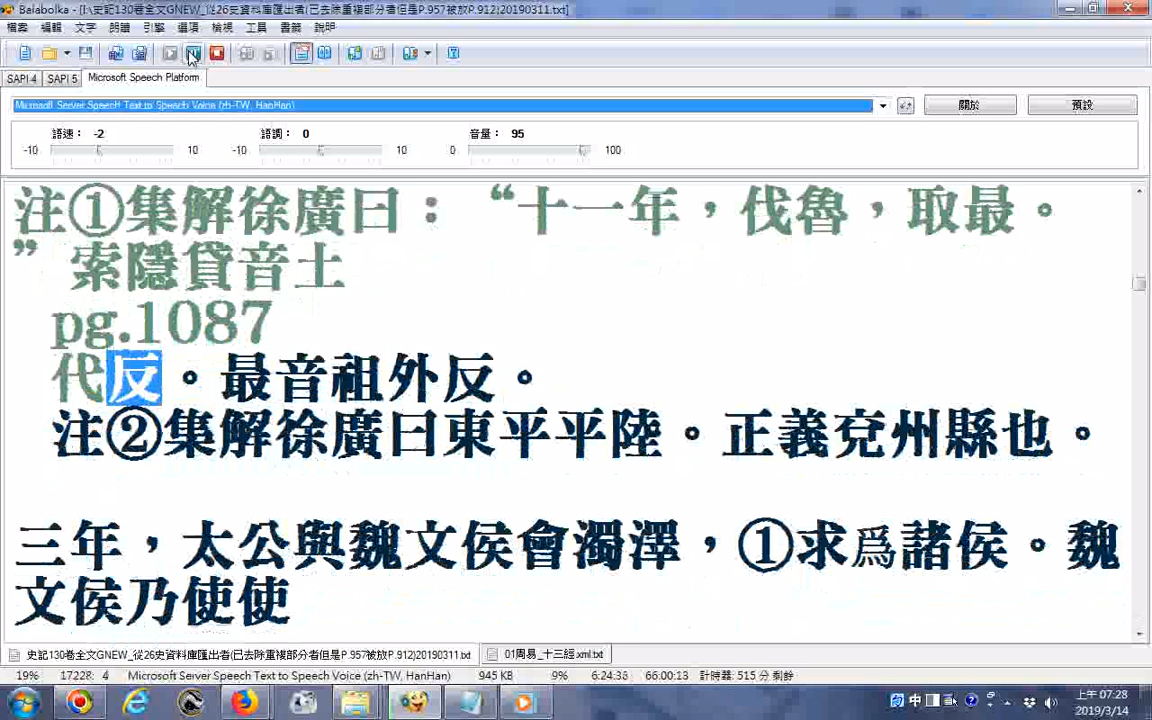 Balabolka - [I:\史記130卷全文GNEW_從26史資料庫匯出者(已去除重複部分者但是P.957被放P.912)20190311.txt]
檔案 編輯 文字 朗讀 引擎 選項 檢視 工具 書籤 說明
SAPI 4 SAPI 5 Microsoft Speech Platform
Microsoft Server Speech Text to Speech Voice (zh-TW, HanHan)
關於 預設
語速： -2 語調： 0 音量： 95
-10 10 -10 10 0 100
注①集解徐廣曰：“十一年，伐魯，取最。
”索隱貸音土
pg.1087
代反。最音祖外反。
注②集解徐廣曰東平平陸。正義兗州縣也。
三年，太公與魏文侯會濁澤，①求爲諸侯。魏
文侯乃使使
史記130卷全文GNEW_從26史資料庫匯出者(已去除重複部分者但是P.957被放P.912)20190311.txt 01周易_十三經.xml.txt
19% 17228: 4 Microsoft Server Speech Text to Speech Voice (zh-TW, HanHan) 945 KB 9% 6:24:33 66:00:13 計時器: 515 分 剩餘
中
上午 07:28
2019/3/14